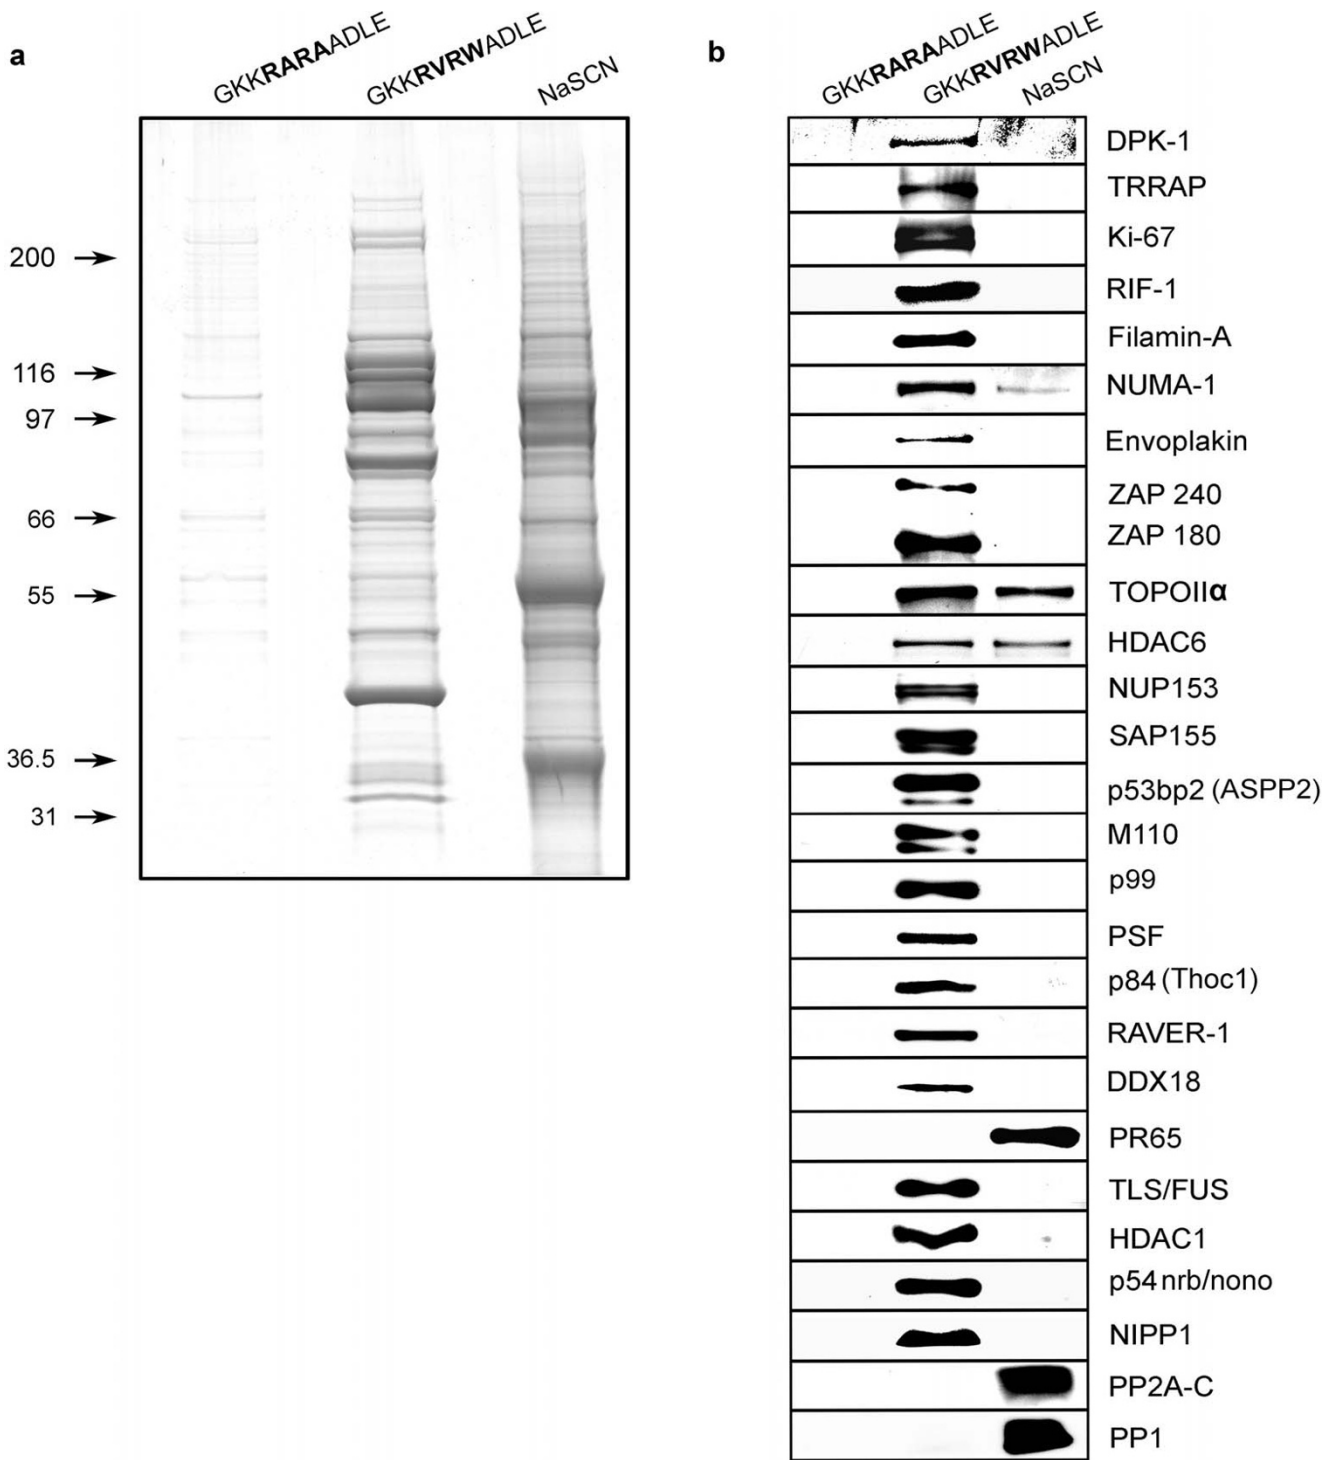 a
GKKRARAADLE
GKKRVRWADLE
NaSCN
200
116
97
66
55
36.5
31
b
GKKRARAADLE
GKKRVRWADLE
NaSCN
DPK-1
TRRAP
Ki-67
RIF-1
Filamin-A
NUMA-1
Envoplakin
ZAP 240
ZAP 180
TOPOIIα
HDAC6
NUP153
SAP155
p53bp2 (ASPP2)
M110
p99
PSF
p84 (Thoc1)
RAVER-1
DDX18
PR65
TLS/FUS
HDAC1
p54 nrb/nono
NIPP1
PP2A-C
PP1